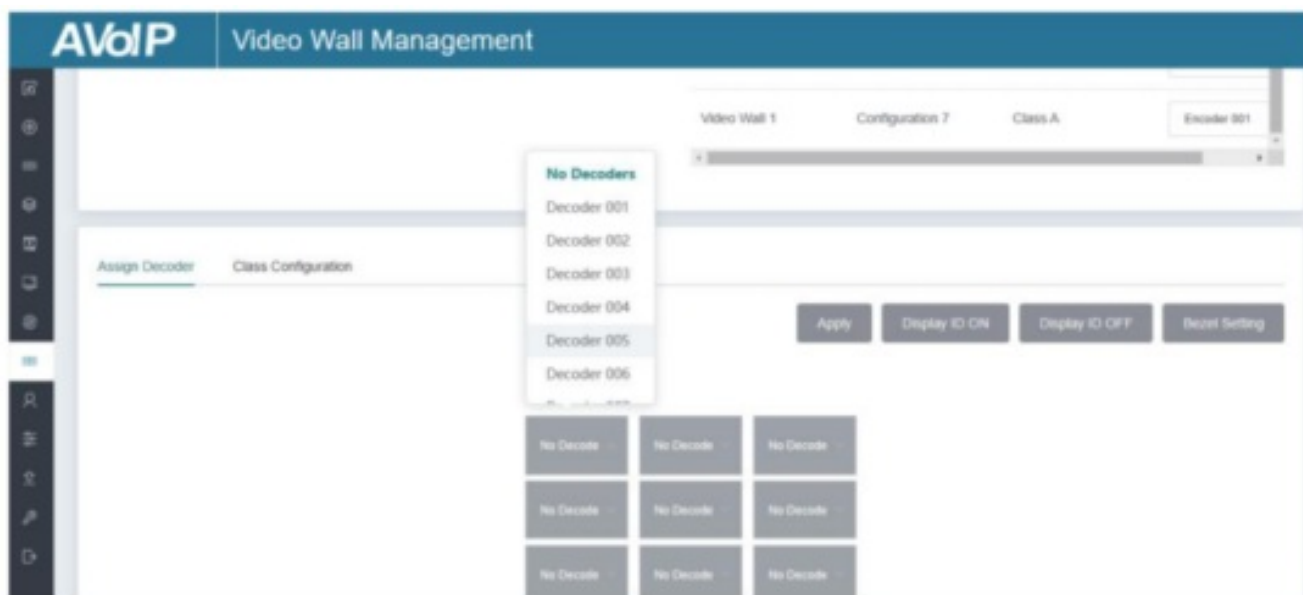 AVoIP Video Wall Management
Video Wall 1 Configuration 7 Class A Encoder 001
No Decoders
Decoder 001
Decoder 002
Decoder 003
Decoder 004
Decoder 005
Decoder 006
Assign Decoder Class Configuration
Apply Display ID ON Display ID OFF Bezel Setting
No Decode No Decode No Decode
No Decode No Decode No Decode
No Decode No Decode No Decode